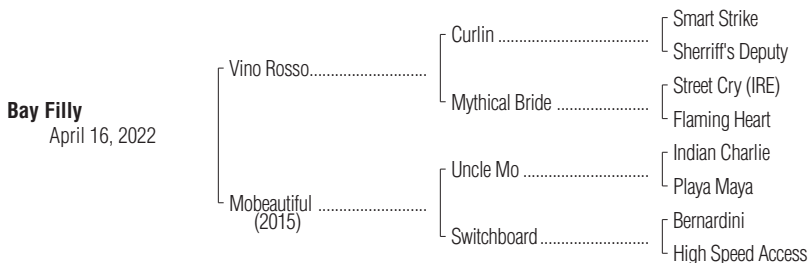 Bay Filly
April 16, 2022
Vino Rosso
Mobeautiful
(2015)
Curlin
Mythical Bride
Uncle Mo
Switchboard
Smart Strike
Sherriff's Deputy
Street Cry (IRE)
Flaming Heart
Indian Charlie
Playa Maya
Bernardini
High Speed Access